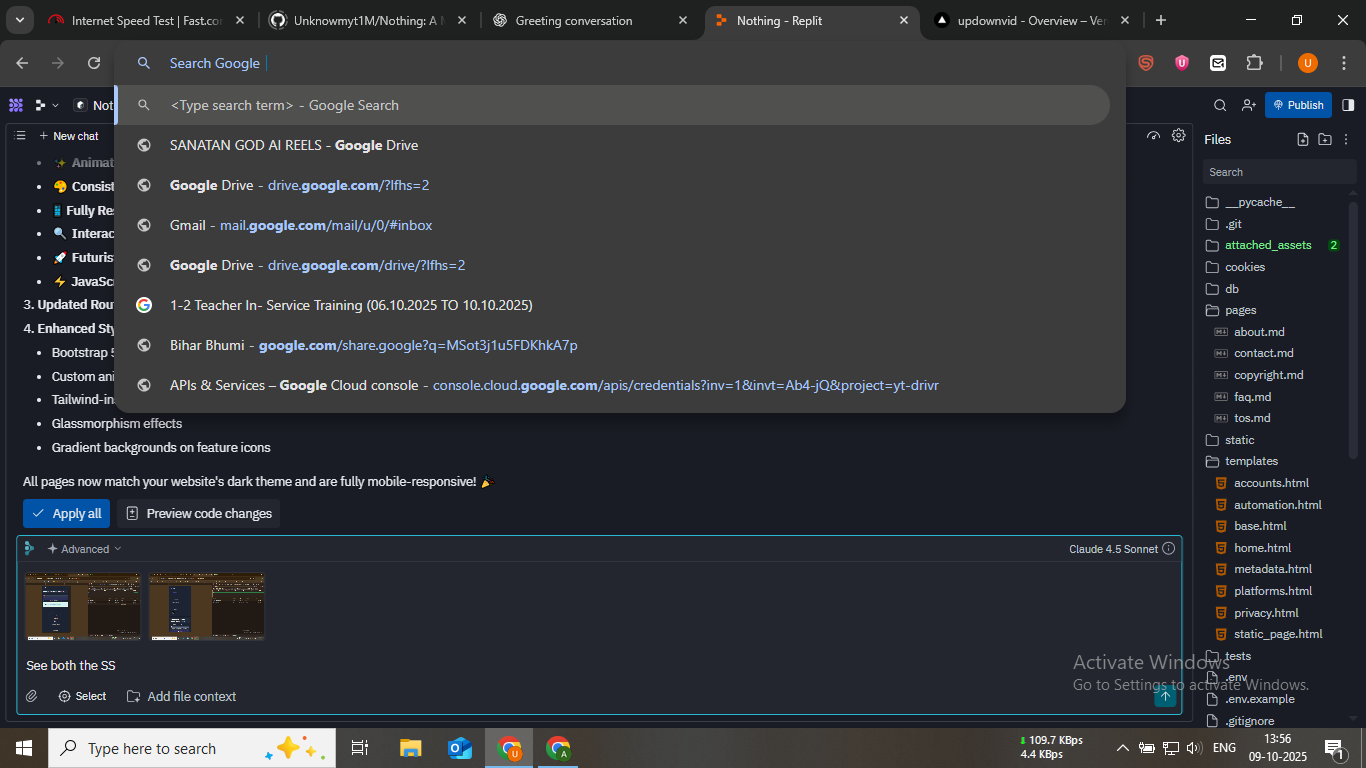 Internet Speed Test | Fast.cor
Unknowmyt1M/Nothing: A
Greeting conversation
Nothing - Replit
updownvid - Overview – Ver
Search Google
U
U
<Type search term> - Google Search
SANATAN GOD AI REELS - Google Drive
Google Drive - drive.google.com/?lfhs=2
Gmail - mail.google.com/mail/u/0/#inbox
Google Drive - drive.google.com/drive/?lfhs=2
1-2 Teacher In- Service Training (06.10.2025 TO 10.10.2025)
Bihar Bhumi - google.com/share.google?q=MSot3j1u5FDKhkA7p
APIs & Services – Google Cloud console - console.cloud.google.com/apis/credentials?inv=1&invt=Ab4-jQ&project=yt-drivr
Not
Publish
New chat
Animat
Consist
Fully Res
Interac
Futuris
JavaSc
3. Updated Rou
4. Enhanced Sty
Bootstrap 5
Custom ani
Tailwind-in
Glassmorphism effects
Gradient backgrounds on feature icons
All pages now match your website's dark theme and are fully mobile-responsive! 🎉
Apply all
Preview code changes
Advanced
Claude 4.5 Sonnet
See both the SS
Select
Add file context
Files
Search
__pycache__
.git
attached_assets 2
cookies
db
pages
about.md
contact.md
copyright.md
faq.md
tos.md
static
templates
accounts.html
automation.html
base.html
home.html
metadata.html
platforms.html
privacy.html
static_page.html
tests
.env
.env.example
.gitignore
Activate Windows
Go to Settings to activate Windows.
Type here to search
U
A
109.7 KBps
4.4 KBps
ENG
13:56
09-10-2025
1